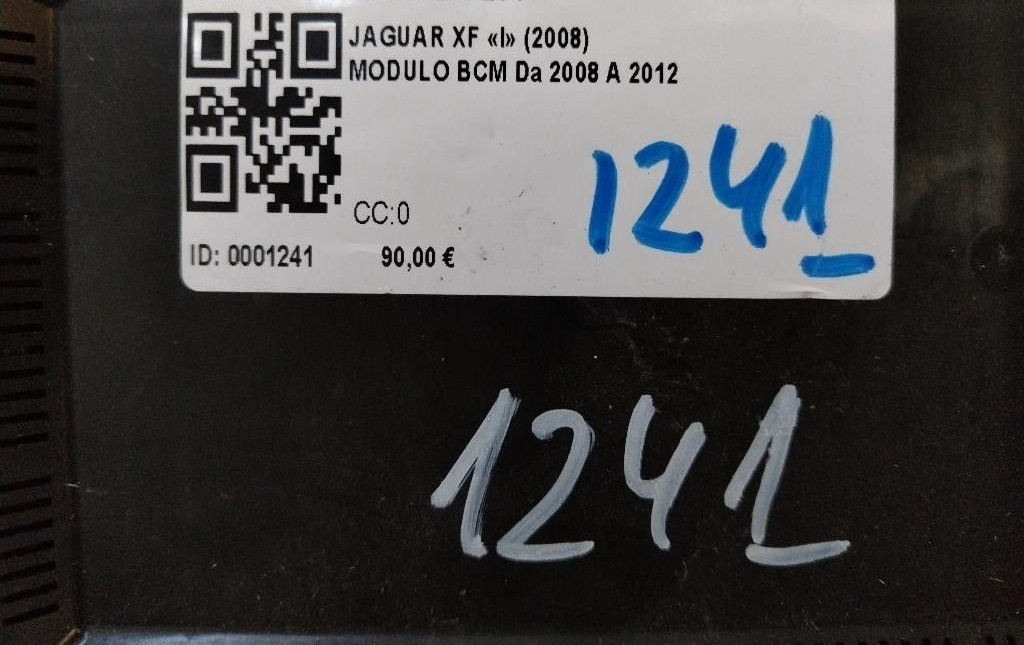 JAGUAR XF «I» (2008)
MODULO BCM Da 2008 A 2012
1241
CC:0
ID: 0001241 90,00 €
1241